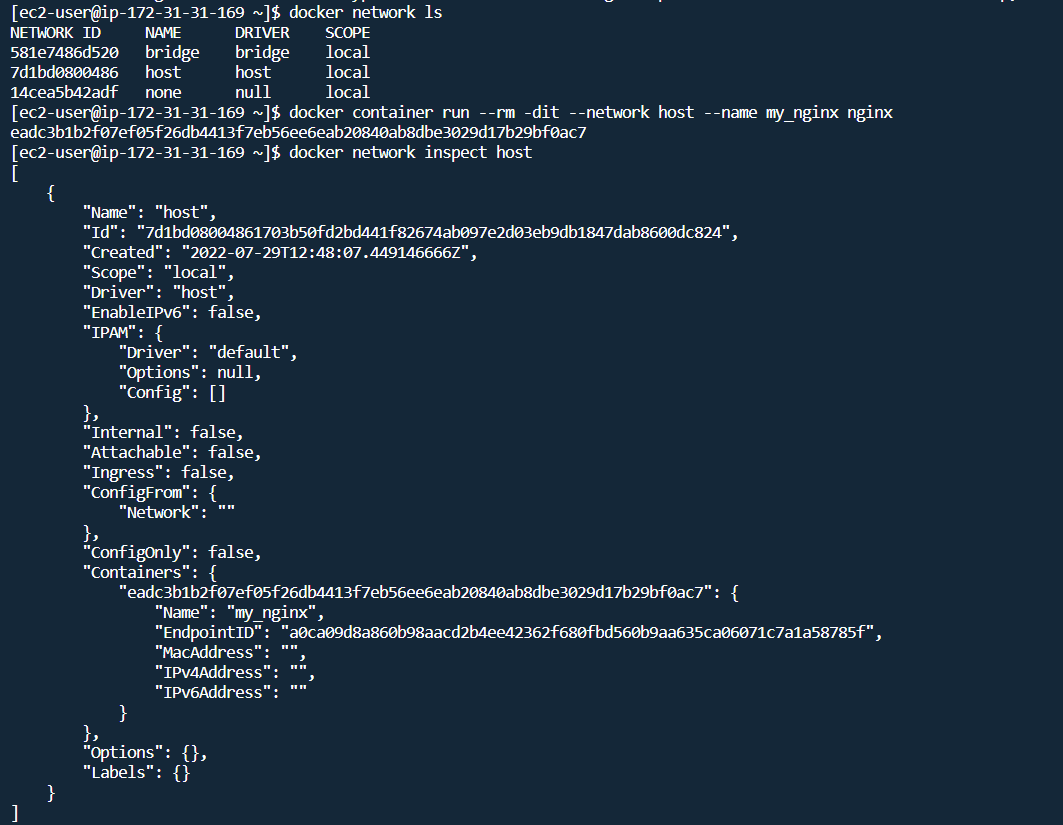 [ec2-user@ip-172-31-31-169 ~]$ docker network ls
NETWORK ID     NAME      DRIVER    SCOPE
581e7486d520   bridge    bridge    local
7d1bd0800486   host      host      local
14cea5b42adf   none      null      local
[ec2-user@ip-172-31-31-169 ~]$ docker container run --rm -dit --network host --name my_nginx nginx
eadc3b1b2f07ef05f26db4413f7eb56ee6eab20840ab8dbe3029d17b29bf0ac7
[ec2-user@ip-172-31-31-169 ~]$ docker network inspect host
[
    {
        "Name": "host",
        "Id": "7d1bd08004861703b50fd2bd441f82674ab097e2d03eb9db1847dab8600dc824",
        "Created": "2022-07-29T12:48:07.449146666Z",
        "Scope": "local",
        "Driver": "host",
        "EnableIPv6": false,
        "IPAM": {
            "Driver": "default",
            "Options": null,
            "Config": []
        },
        "Internal": false,
        "Attachable": false,
        "Ingress": false,
        "ConfigFrom": {
            "Network": ""
        },
        "ConfigOnly": false,
        "Containers": {
            "eadc3b1b2f07ef05f26db4413f7eb56ee6eab20840ab8dbe3029d17b29bf0ac7": {
                "Name": "my_nginx",
                "EndpointID": "a0ca09d8a860b98aacd2b4ee42362f680fbd560b9aa635ca06071c7a1a58785f",
                "MacAddress": "",
                "IPv4Address": "",
                "IPv6Address": ""
            }
        },
        "Options": {},
        "Labels": {}
    }
]